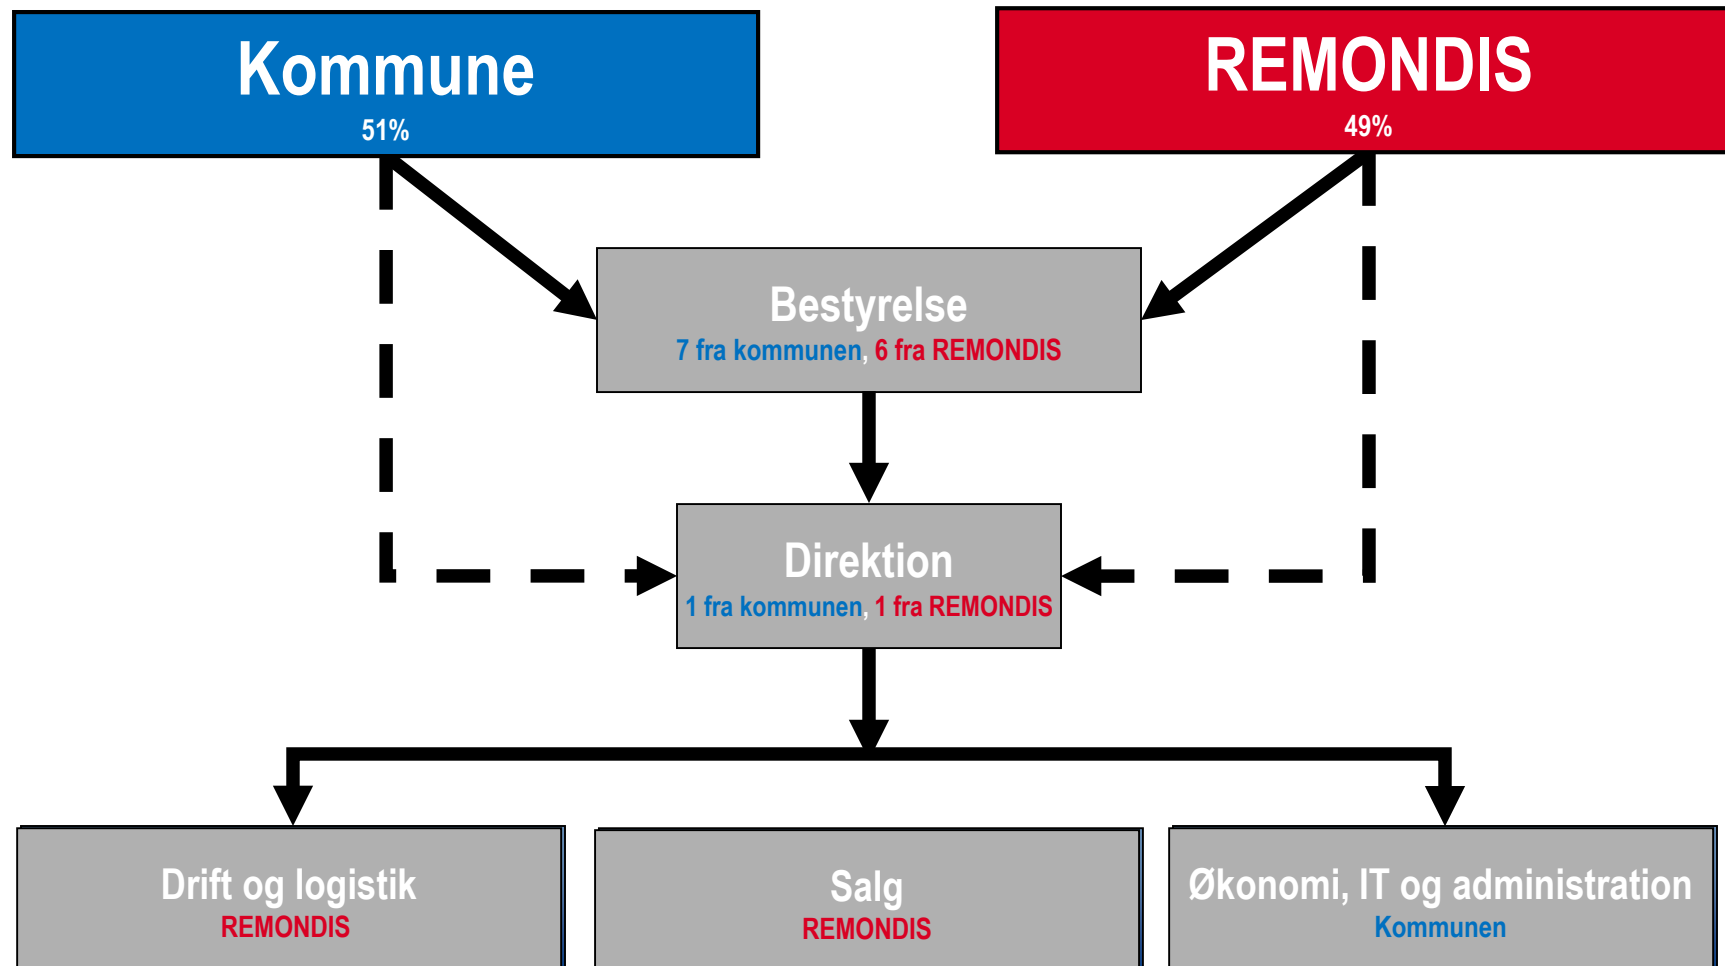 Kommune
51%
REMONDIS
49%
Bestyrelse
7 fra kommunen, 6 fra REMONDIS
Direktion
1 fra kommunen, 1 fra REMONDIS
Drift og logistik
REMONDIS
Salg
REMONDIS
Økonomi, IT og administration
Kommunen